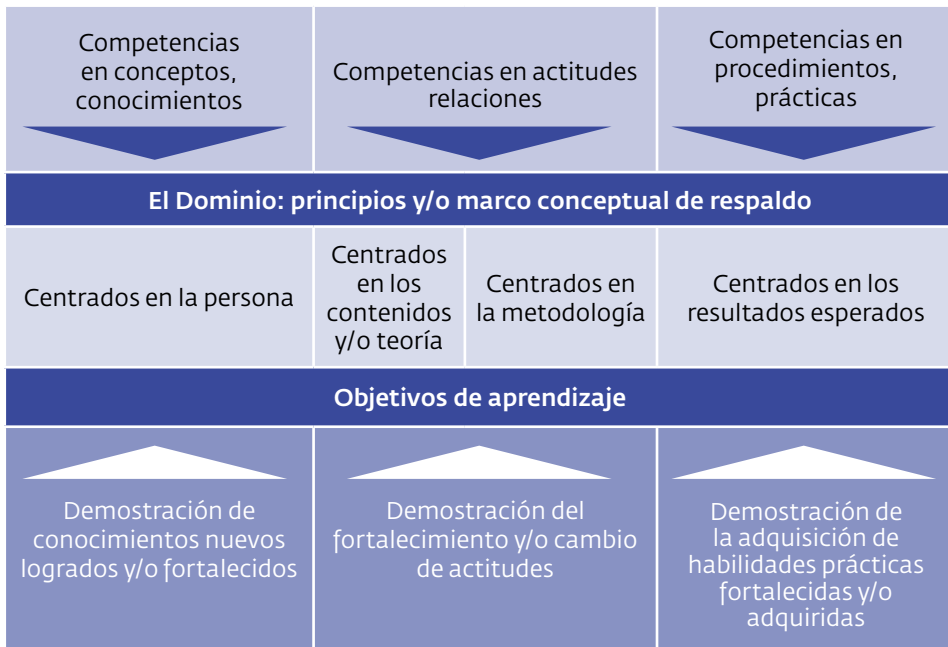 Competencias
en conceptos,
conocimientos
Competencias en actitudes
relaciones
Competencias en
procedimientos,
prácticas
El Dominio: principios y/o marco conceptual de respaldo
Centrados en la persona
Centrados
en los
contenidos
y/o teoría
Centrados en
la metodología
Centrados en los
resultados esperados
Objetivos de aprendizaje
Demostración de
conocimientos nuevos
logrados y/o fortalecidos
Demostración del
fortalecimiento y/o cambio
de actitudes
Demostración de
la adquisición de
habilidades prácticas
fortalecidas y/o
adquiridas